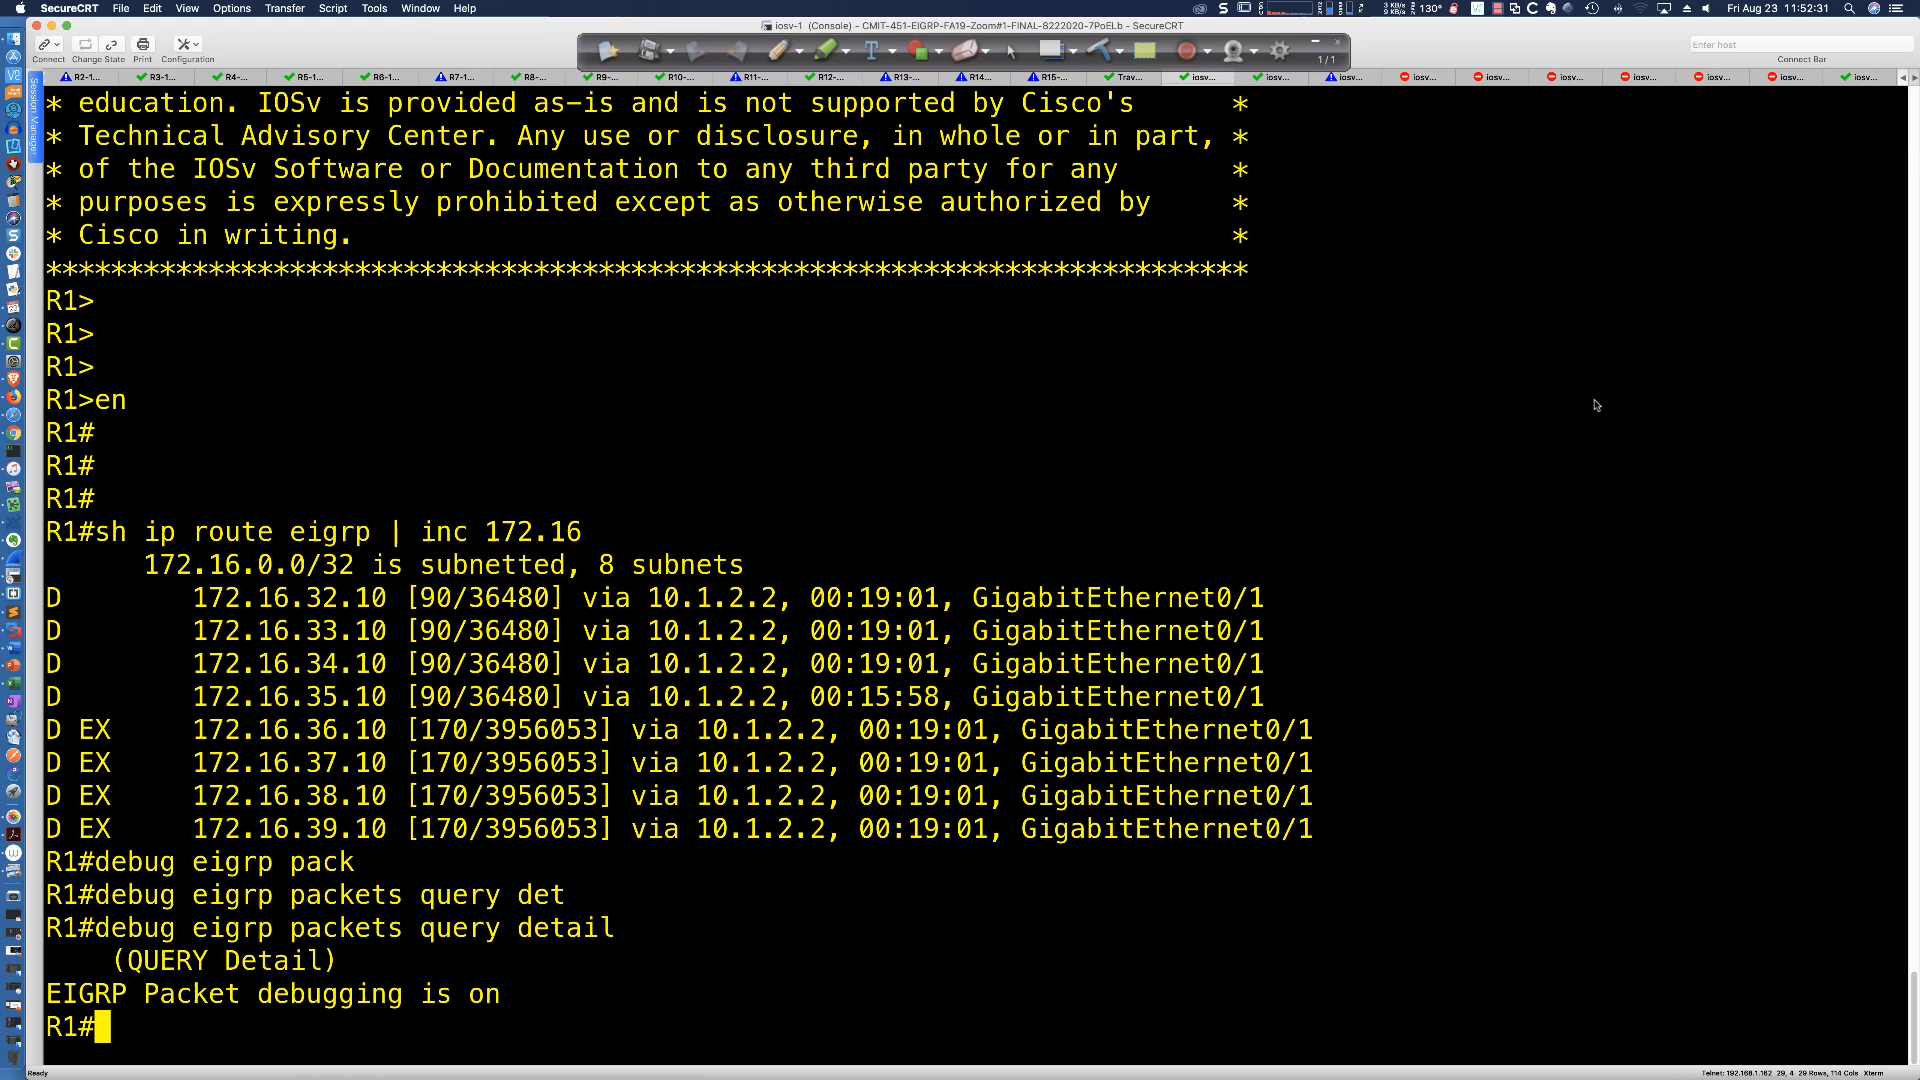 SecureCRT File Edit View Options Transfer Script Tools Window Help 130° Fri Aug 23 11:52:31
iosv-1 (Console) — CMIT-451-EIGRP-FA19-Zoom#1-FINAL-8222020-7PoELb — SecureCRT
Enter host
Connect Change State Print Configuration 1/1 Connect Bar
R2-1... R3-1... R4-... R5-1... R6-1... R7-1... R8-... R9-... R10-... R11-... R12-... R13-... R14... R15-... Trav... iosv... iosv... iosv... iosv... iosv... iosv... iosv... iosv... iosv... iosv...
Session Manager
* education. IOSv is provided as-is and is not supported by Cisco's *
* Technical Advisory Center. Any use or disclosure, in whole or in part, *
* of the IOSv Software or Documentation to any third party for any *
* purposes is expressly prohibited except as otherwise authorized by *
* Cisco in writing. *
**************************************************************************
R1>
R1>
R1>
R1>en
R1#
R1#
R1#
R1#sh ip route eigrp | inc 172.16
172.16.0.0/32 is subnetted, 8 subnets
D 172.16.32.10 [90/36480] via 10.1.2.2, 00:19:01, GigabitEthernet0/1
D 172.16.33.10 [90/36480] via 10.1.2.2, 00:19:01, GigabitEthernet0/1
D 172.16.34.10 [90/36480] via 10.1.2.2, 00:19:01, GigabitEthernet0/1
D 172.16.35.10 [90/36480] via 10.1.2.2, 00:15:58, GigabitEthernet0/1
D EX 172.16.36.10 [170/3956053] via 10.1.2.2, 00:19:01, GigabitEthernet0/1
D EX 172.16.37.10 [170/3956053] via 10.1.2.2, 00:19:01, GigabitEthernet0/1
D EX 172.16.38.10 [170/3956053] via 10.1.2.2, 00:19:01, GigabitEthernet0/1
D EX 172.16.39.10 [170/3956053] via 10.1.2.2, 00:19:01, GigabitEthernet0/1
R1#debug eigrp pack
R1#debug eigrp packets query det
R1#debug eigrp packets query detail
(QUERY Detail)
EIGRP Packet debugging is on
R1#
Ready Telnet: 192.168.1.162 29, 4 29 Rows, 114 Cols Xterm